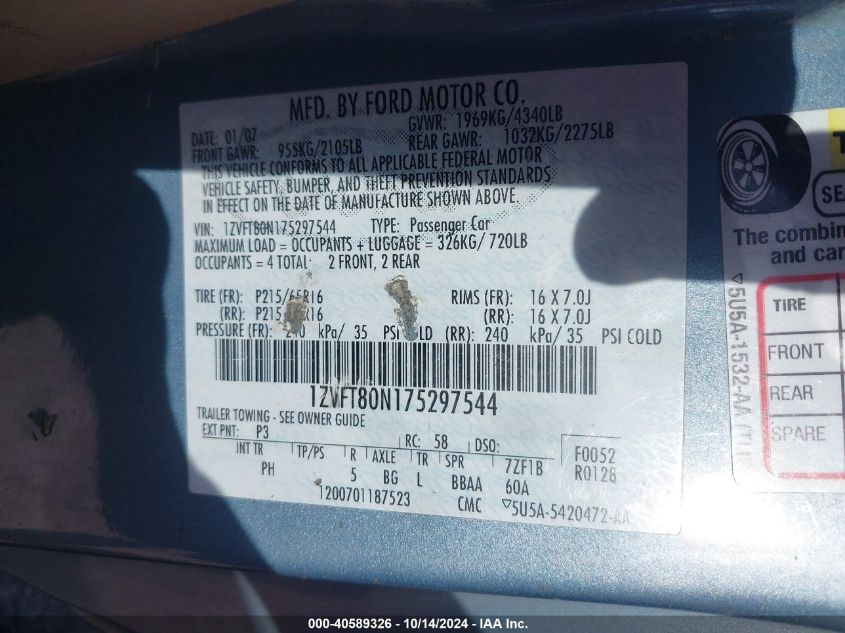 MFD. BY FORD MOTOR CO.
DATE: 01/07 GVWR: 1969KG/4340LB
FRONT GAWR: 955KG/2105LB REAR GAWR: 1032KG/2275LB
THIS VEHICLE CONFORMS TO ALL APPLICABLE FEDERAL MOTOR
VEHICLE SAFETY, BUMPER, AND THEFT PREVENTION STANDARDS
IN EFFECT ON THE DATE OF MANUFACTURE SHOWN ABOVE.
VIN: 1ZVFT80N175297544 TYPE: Passenger Car
MAXIMUM LOAD = OCCUPANTS + LUGGAGE = 326KG/ 720LB
OCCUPANTS = 4 TOTAL: 2 FRONT, 2 REAR
TIRE (FR): P215/65R16 RIMS (FR): 16 X 7.0J
(RR): P215 R16 (RR): 16 X 7.0J
PRESSURE (FR): 240 kPa/ 35 PSI COLD (RR): 240 kPa/ 35 PSI COLD
1ZVFT80N175297544
TRAILER TOWING - SEE OWNER GUIDE
EXT PNT: P3 RC: 58 DSO: F0052
INT TR TP/PS R AXLE TR SPR 7ZF1B R0128
PH 5 BG L BBAA 60A
1200701187523 CMC ▽5U5A-5420472-AA
SE
The combin
and car
TIRE
FRONT
REAR
SPARE
▽5U5A-1532-AA
000-40589326 - 10/14/2024 - IAA Inc.